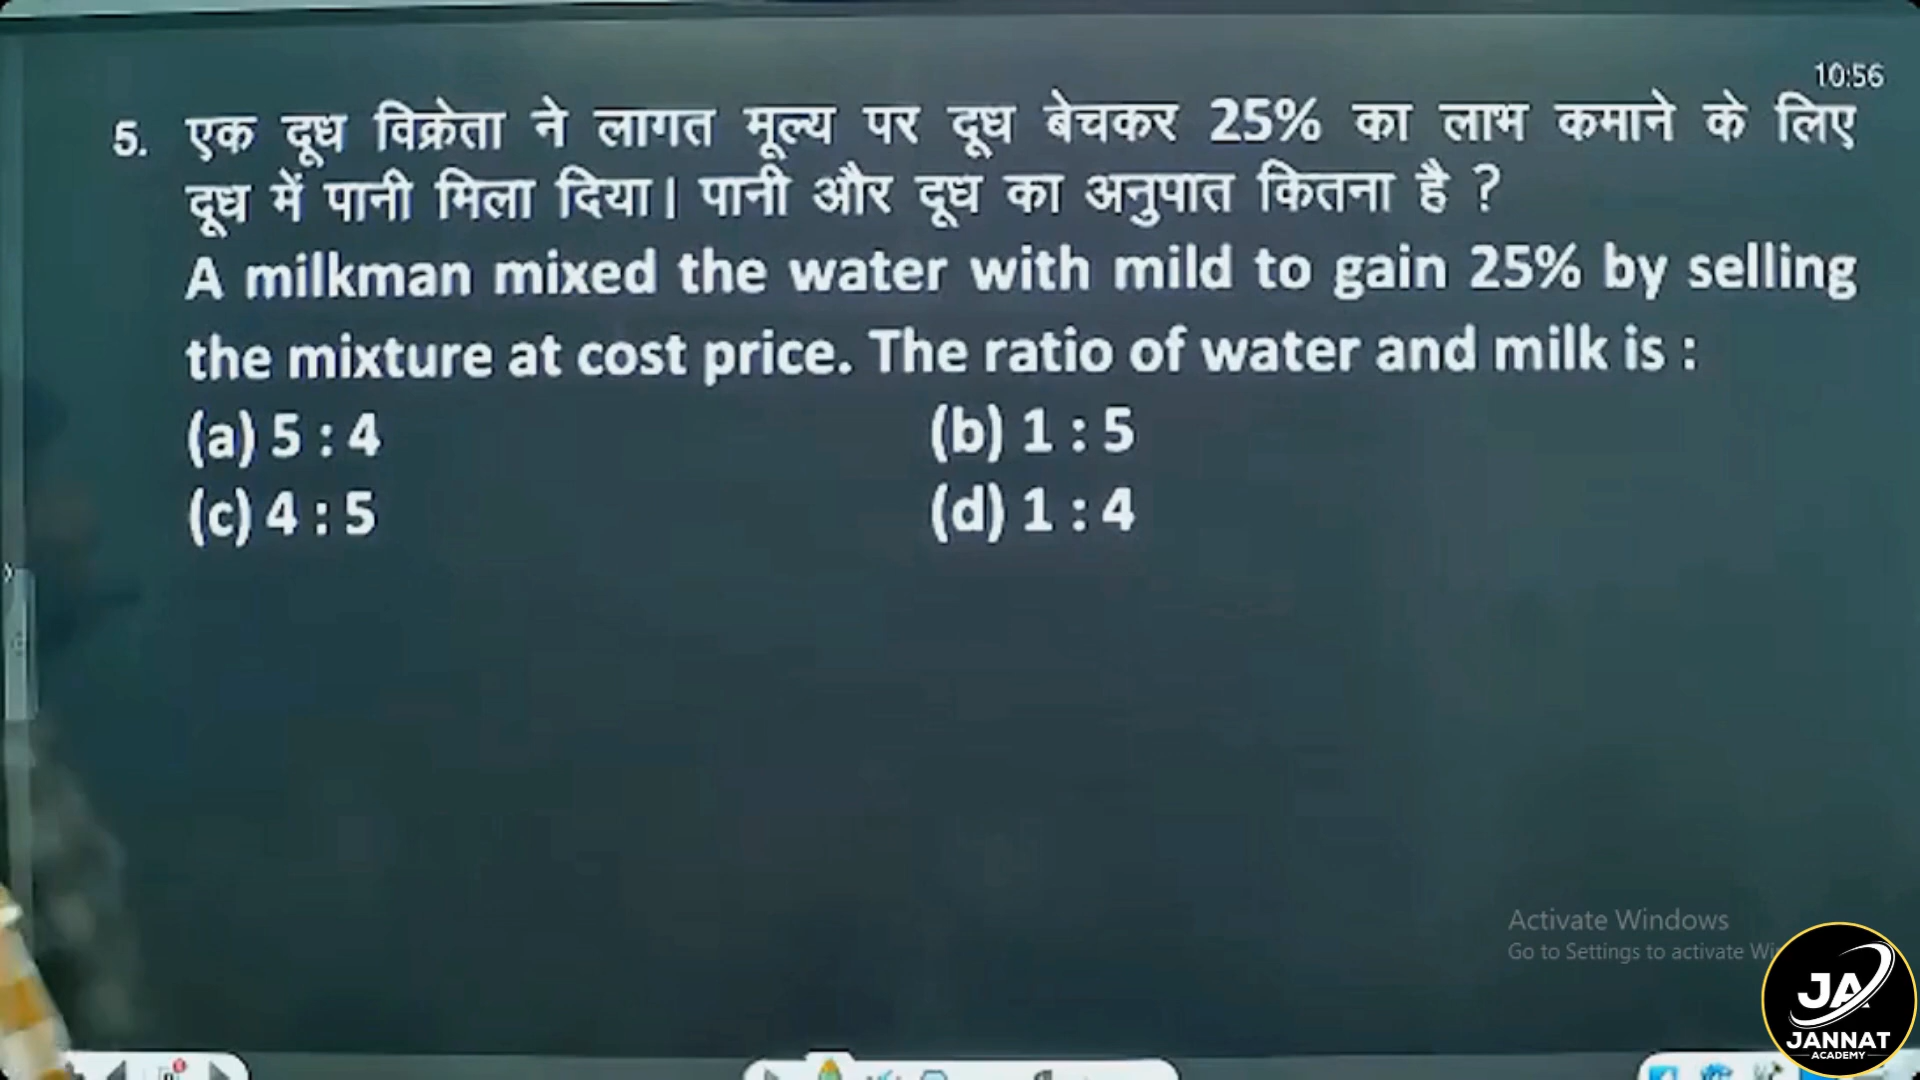 10:56
5. एक दूध विक्रेता ने लागत मूल्य पर दूध बेचकर 25% का लाभ कमाने के लिए
दूध में पानी मिला दिया। पानी और दूध का अनुपात कितना है ?
A milkman mixed the water with mild to gain 25% by selling
the mixture at cost price. The ratio of water and milk is :
(a) 5 : 4 (b) 1 : 5
(c) 4 : 5 (d) 1 : 4
Activate Windows
Go to Settings to activate
JA
JANNAT
ACADEMY